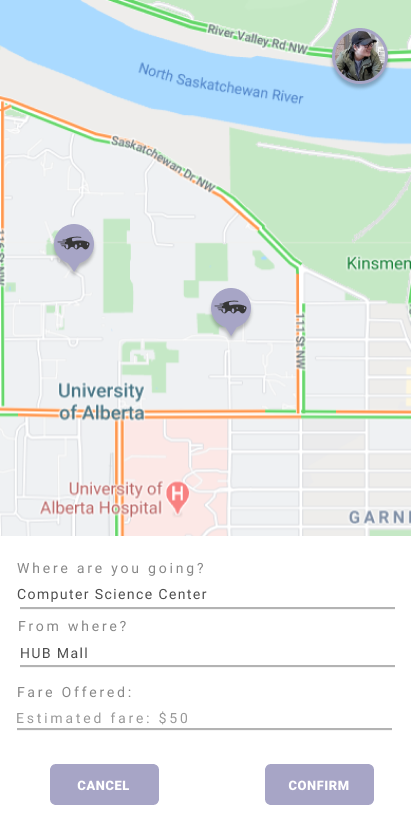 River Valley Rd NW
North Saskatchewan River
Saskatchewan Dr NW
Kinsmen
111 St NW
University
of Alberta
University of
Alberta Hospital
H
GARNE
Where are you going?
Computer Science Center
From where?
HUB Mall
Fare Offered:
Estimated fare: $50
CANCEL
CONFIRM